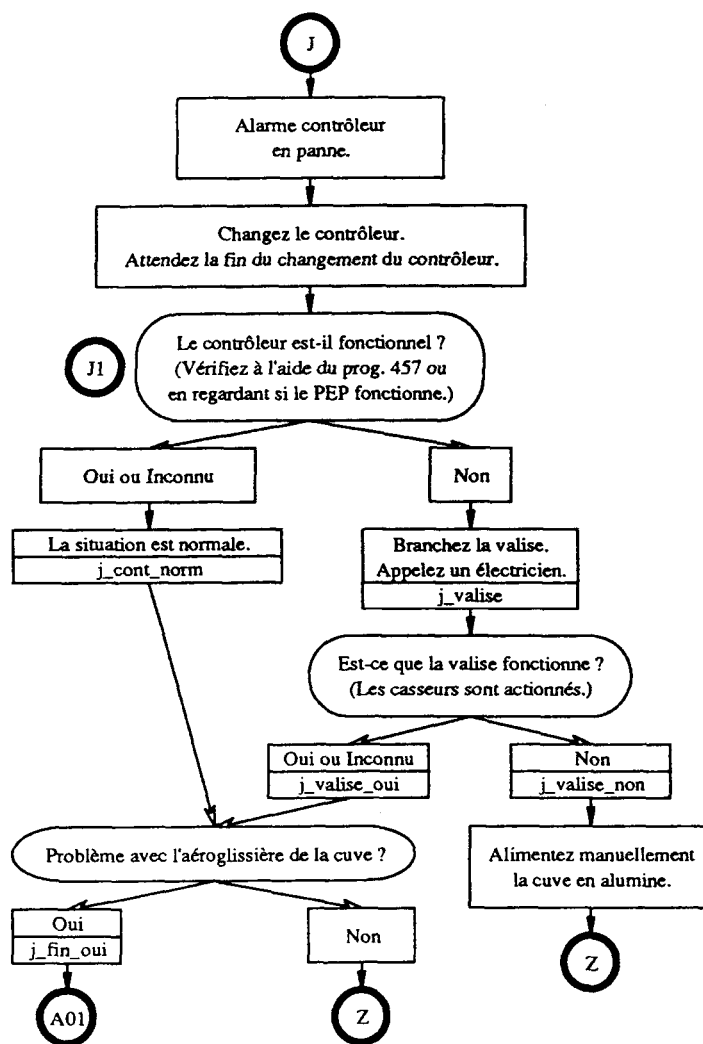 J
Alarme contrôleur
en panne.
Changez le contrôleur.
Attendez la fin du changement du contrôleur.
J1
Le contrôleur est-il fonctionnel ?
(Vérifiez à l'aide du prog. 457 ou
en regardant si le PEP fonctionne.)
Oui ou Inconnu
Non
La situation est normale.
j_cont_norm
Branchez la valise.
Appelez un électricien.
j_valise
Est-ce que la valise fonctionne ?
(Les casseurs sont actionnés.)
Oui ou Inconnu
j_valise_oui
Non
j_valise_non
Problème avec l'aéroglissière de la cuve ?
Alimentez manuellement
la cuve en alumine.
Oui
j_fin_oui
Non
Z
A01
Z